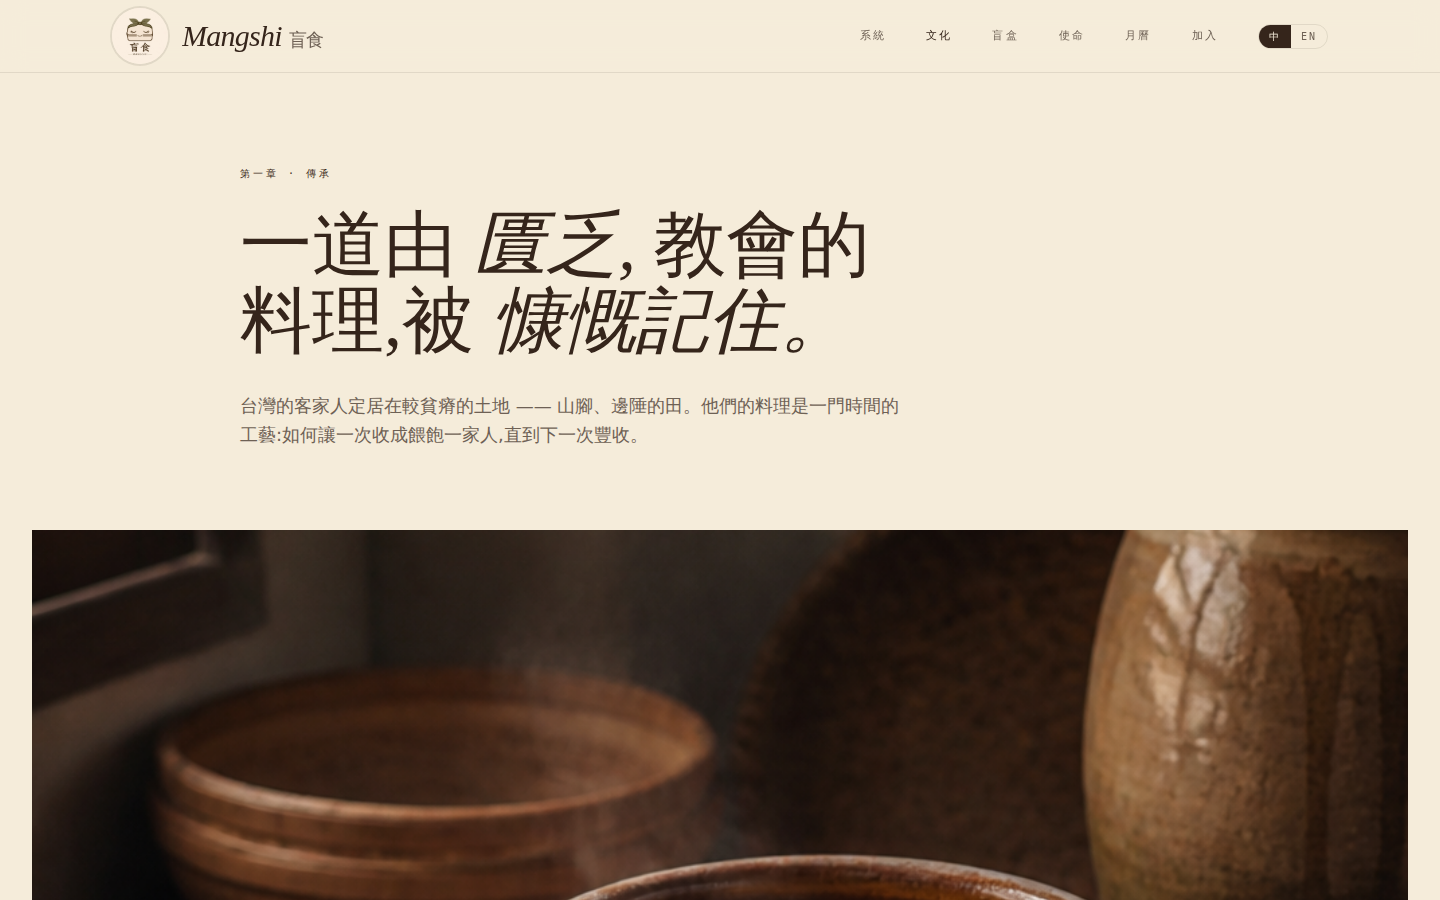 盲食
Mangshi 盲食
系統 文化 盲盒 使命 月曆 加入 中 EN
第一章 · 傳承
一道由 匱乏, 教會的
料理,被 慷慨記住。
台灣的客家人定居在較貧瘠的土地 —— 山腳、邊陲的田。他們的料理是一門時間的
工藝:如何讓一次收成餵飽一家人,直到下一次豐收。